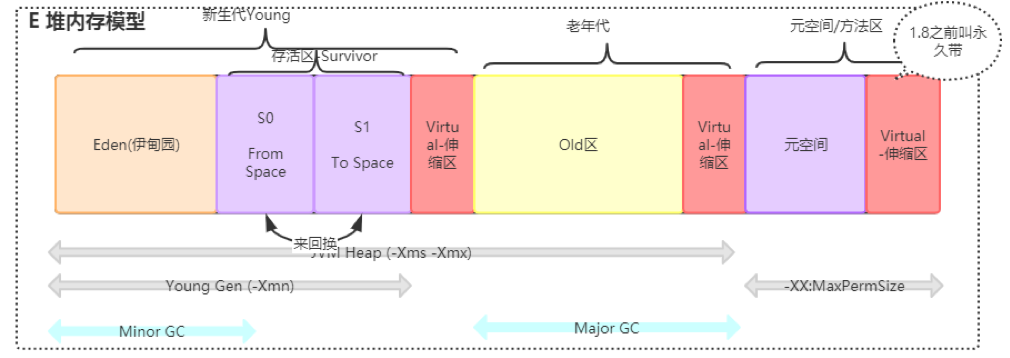 E 堆内存模型
新生代Young
存活区-Survivor
老年代
元空间/方法区
1.8之前叫永
久带
Eden(伊甸园)
S0
From
Space
S1
To Space
Virtu
al-伸
缩区
Old区
Virtu
al-伸
缩区
元空间
Virtual
-伸缩区
来回换
JVM Heap (-Xms -Xmx)
Young Gen (-Xmn)
-XX:MaxPermSize
Minor GC
Major GC